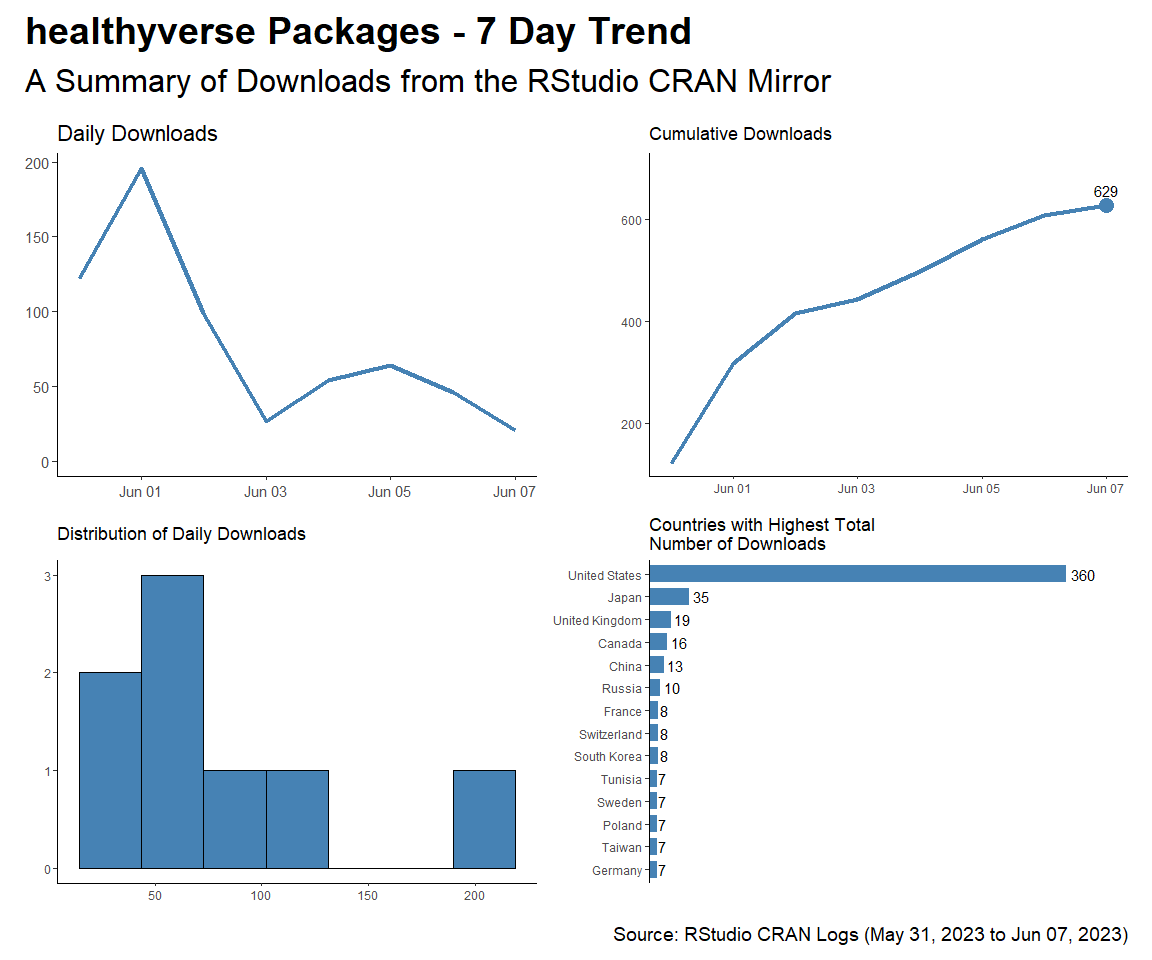 healthyverse Packages - 7 Day Trend
A Summary of Downloads from the RStudio CRAN Mirror
Daily Downloads
200
150
100
50
0
Jun 01 Jun 03 Jun 05 Jun 07
Cumulative Downloads
629
600
400
200
Jun 01 Jun 03 Jun 05 Jun 07
Distribution of Daily Downloads
3
2
1
0
50 100 150 200
Countries with Highest Total
Number of Downloads
United States 360
Japan 35
United Kingdom 19
Canada 16
China 13
Russia 10
France 8
Switzerland 8
South Korea 8
Tunisia 7
Sweden 7
Poland 7
Taiwan 7
Germany 7
Source: RStudio CRAN Logs (May 31, 2023 to Jun 07, 2023)